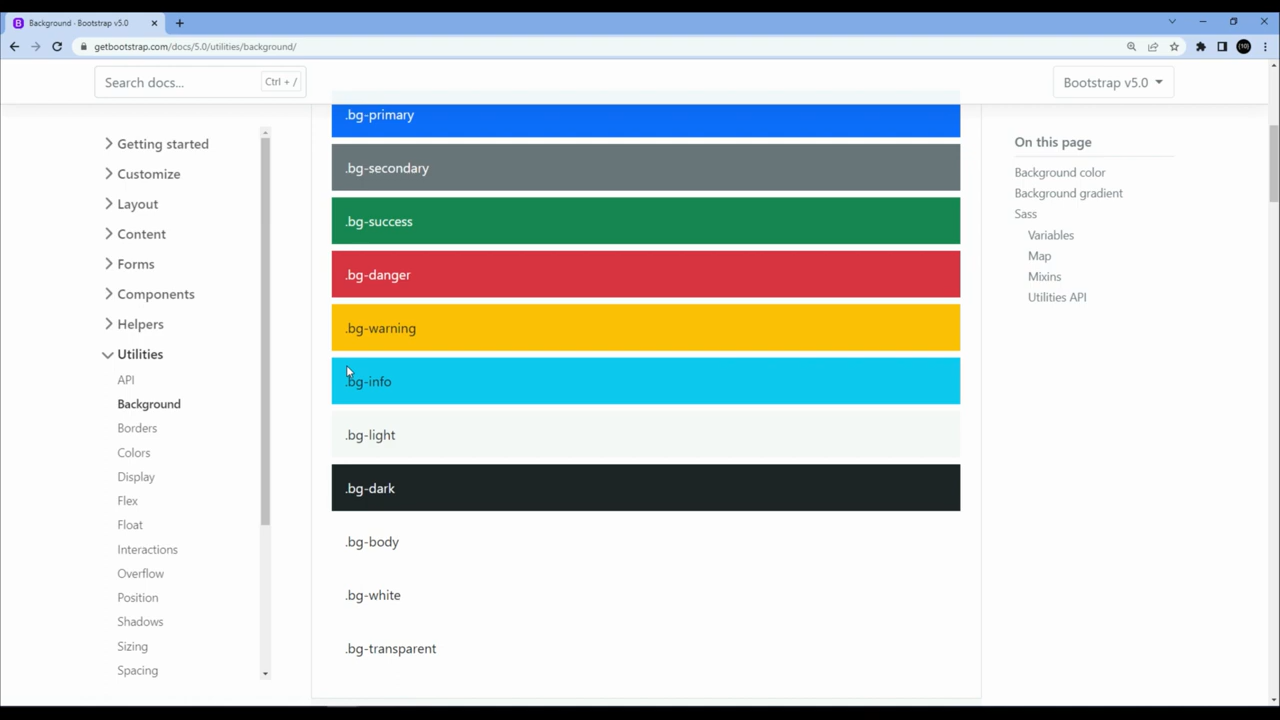 Background · Bootstrap v5.0
getbootstrap.com/docs/5.0/utilities/background/
Search docs...
Ctrl + /
Bootstrap v5.0
Getting started
Customize
Layout
Content
Forms
Components
Helpers
Utilities
API
Background
Borders
Colors
Display
Flex
Float
Interactions
Overflow
Position
Shadows
Sizing
Spacing
.bg-primary
.bg-secondary
.bg-success
.bg-danger
.bg-warning
.bg-info
.bg-light
.bg-dark
.bg-body
.bg-white
.bg-transparent
On this page
Background color
Background gradient
Sass
Variables
Map
Mixins
Utilities API